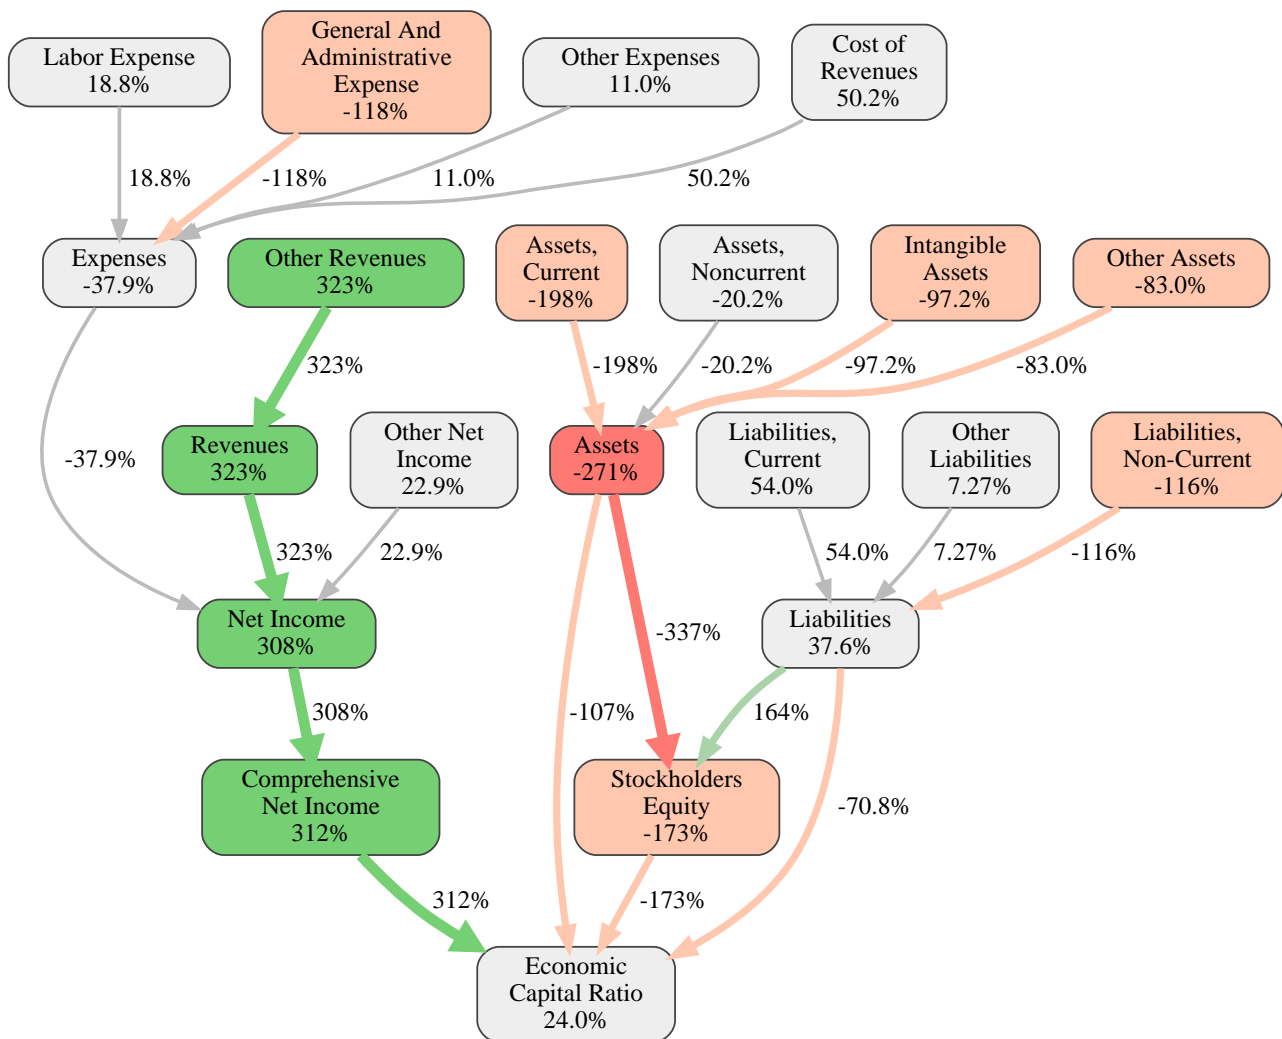 Labor Expense
18.8%
General And
Administrative
Expense
-118%
Other Expenses
11.0%
Cost of
Revenues
50.2%
18.8%
-118%
11.0%
50.2%
Expenses
-37.9%
Other Revenues
323%
Assets,
Current
-198%
Assets,
Noncurrent
-20.2%
Intangible
Assets
-97.2%
Other Assets
-83.0%
323%
-198%
-20.2%
-97.2%
-83.0%
Revenues
323%
Other Net
Income
22.9%
Assets
-271%
Liabilities,
Current
54.0%
Other
Liabilities
7.27%
Liabilities,
Non-Current
-116%
-37.9%
323%
22.9%
54.0%
7.27%
-116%
Net Income
308%
-337%
Liabilities
37.6%
308%
-107%
164%
Comprehensive
Net Income
312%
Stockholders
Equity
-173%
-70.8%
312%
-173%
Economic
Capital Ratio
24.0%